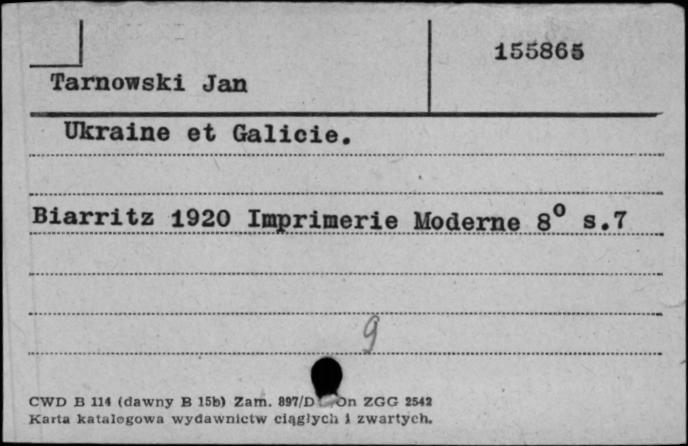 155865
Tarnowski Jan
Ukraine et Galicie.
Biarritz 1920 Imprimerie Moderne 8° s.7
9
CWD B 114 (dawny B 15b) Zam. 897/D On ZGG 2542
Karta katalogowa wydawnictw ciągłych i zwartych.